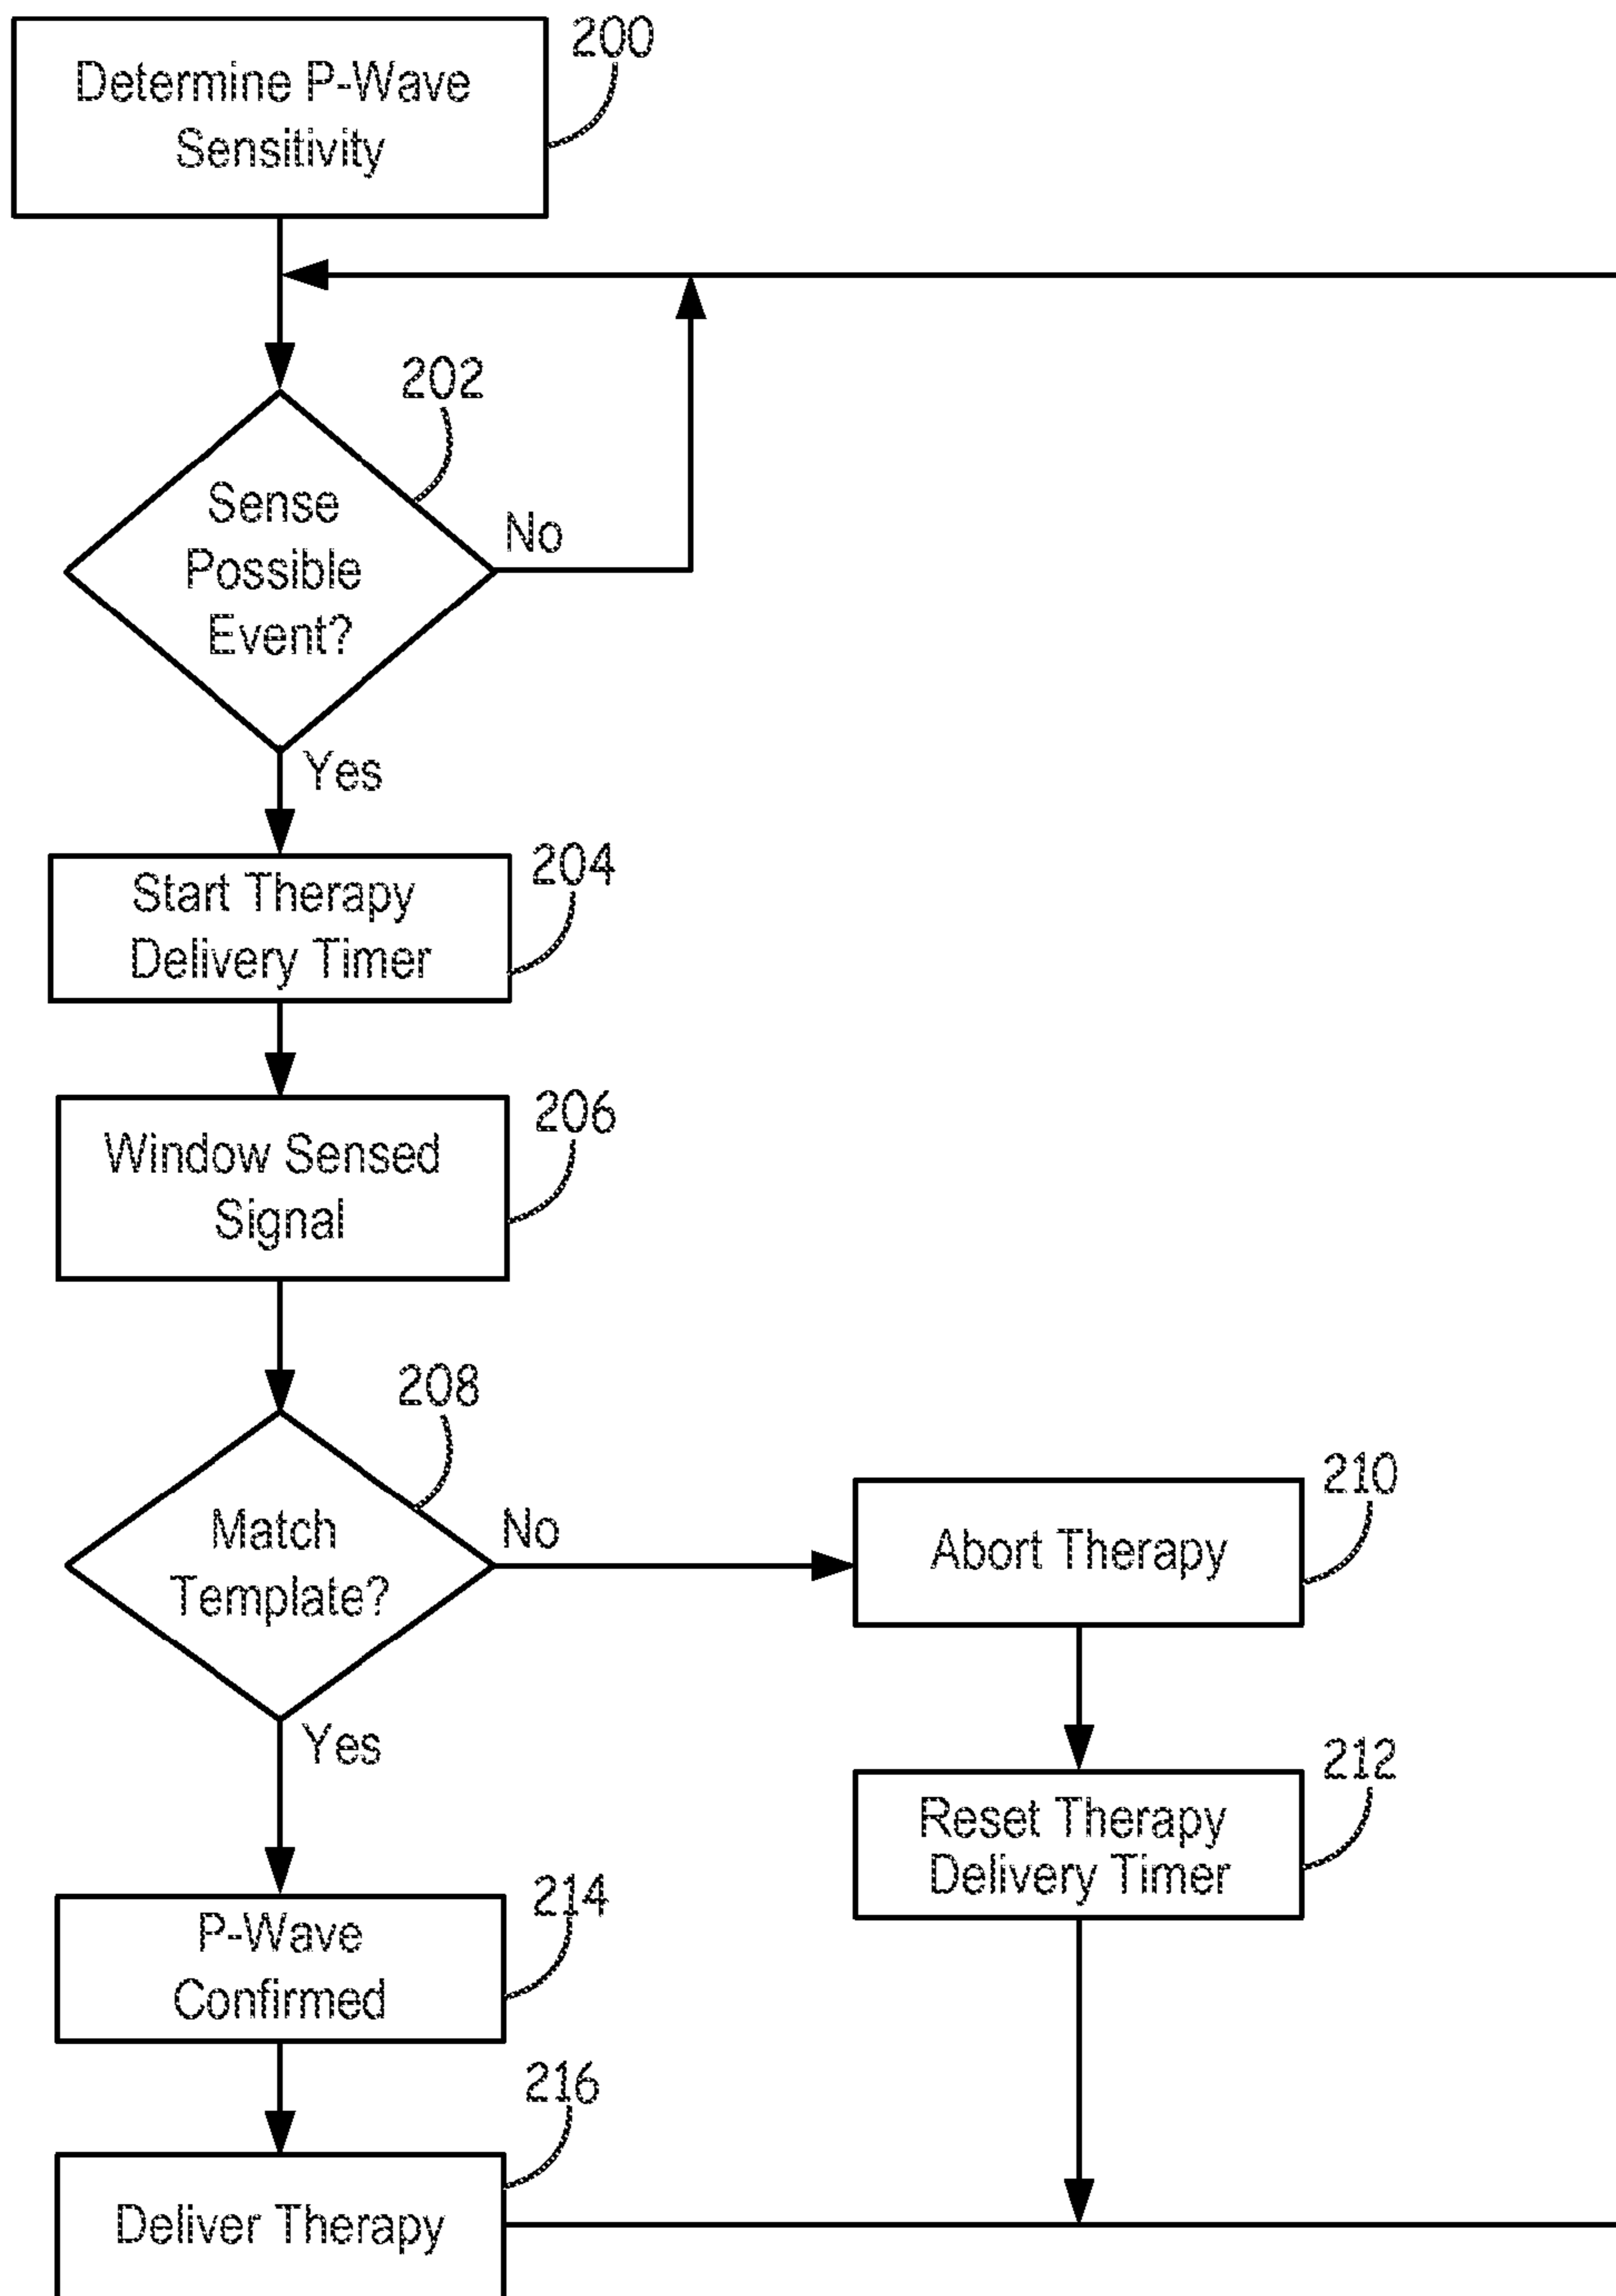 Determine P-Wave
Sensitivity
200
202
Sense
Possible
Event?
No
Yes
204
Start Therapy
Delivery Timer
206
Window Sensed
Signal
208
Match
Template?
No
Yes
210
Abort Therapy
212
Reset Therapy
Delivery Timer
214
P-Wave
Confirmed
216
Deliver Therapy